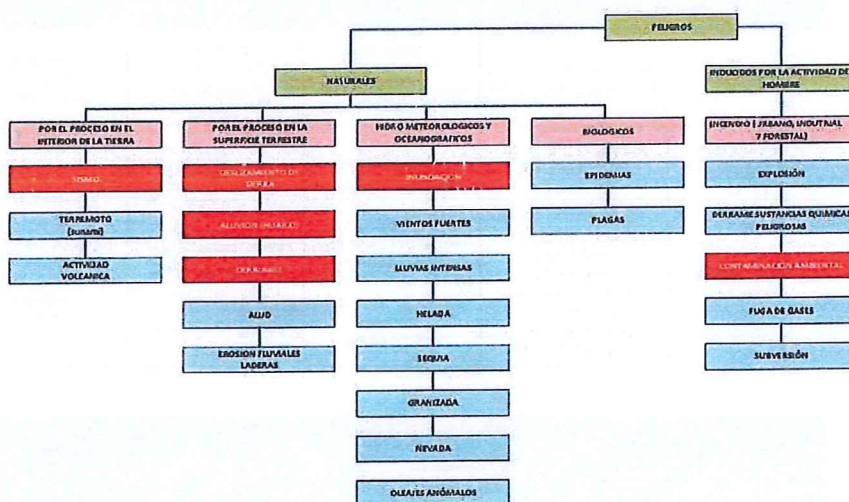 PELIGROS
NATURALES
INDUCIDOS POR LA ACTIVIDAD DEL
HOMBRE
POR EL PROCESO EN EL
INTERIOR DE LA TIERRA
POR EL PROCESO EN LA
SUPERFICIE TERRESTRE
HIDRO METEOROLOGICOS Y
OCEANOGRAFICOS
BIOLOGICOS
INCENDIO ( URBANO, INDUTRIAL
7 FORESTAL)
SISMO
DESLIZAMIENTO DE
TIERRA
INUNDACION
EPIDEMIAS
EXPLOSIÓN
TERREMOTO
(sunami)
ALUVION (HUAICO)
VIENTOS FUERTES
PLAGAS
DERRAME SUSTANCIAS QUIMICAS
PELIGROSAS
ACTIVIDAD
VOLCANICA
DERRUMBE
LLUVIAS INTENSAS
CONTAMINACION AMBIENTAL
ALUD
HELADA
FUGA DE GASES
EROSION FLUVIALES
LADERAS
SEQUIA
SUBVERSIÓN
GRANIZADA
NEVADA
OLEAJES ANÓMALOS